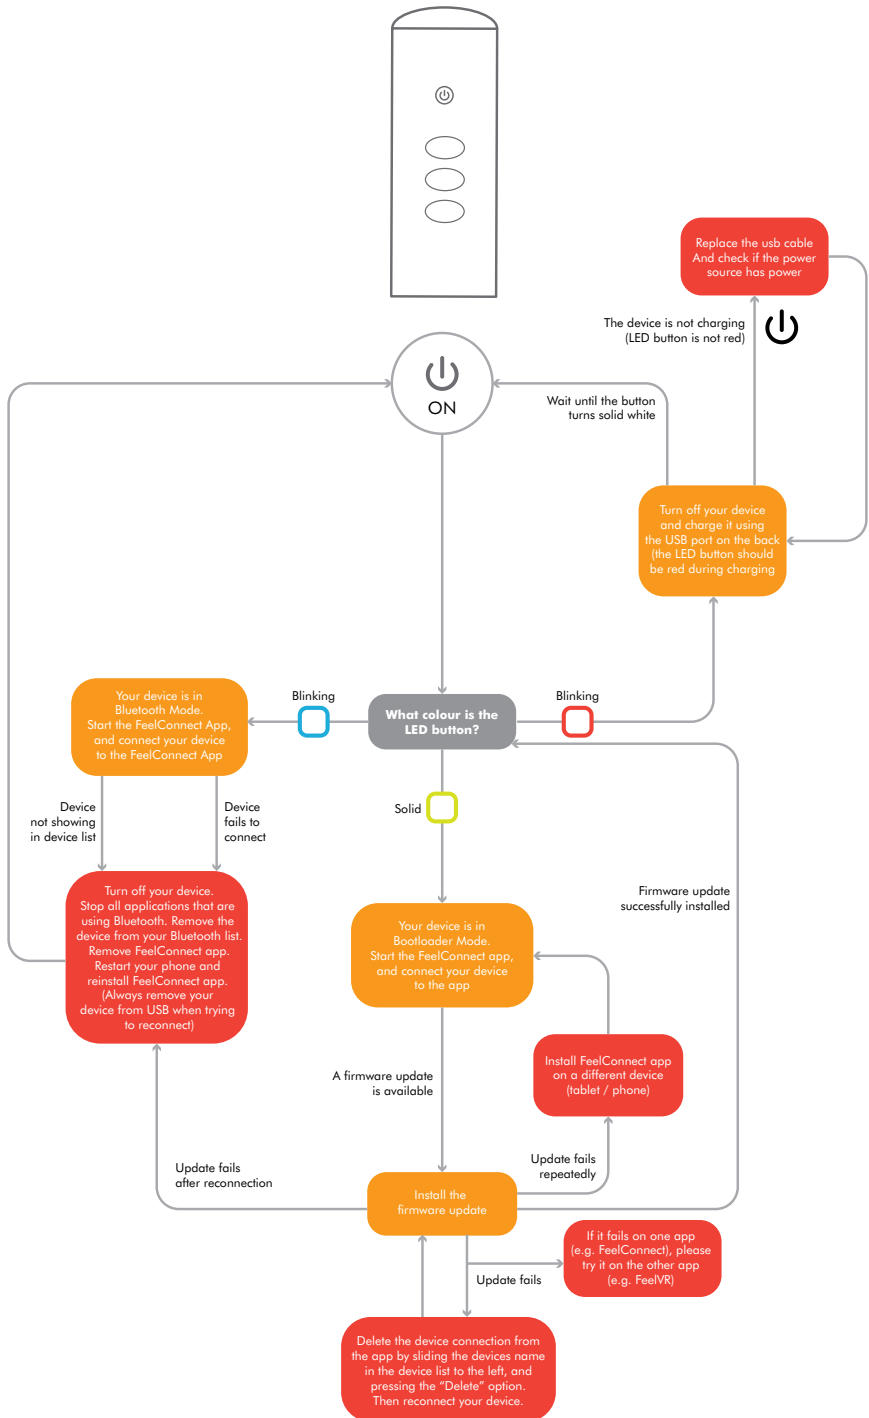 Replace the usb cable
And check if the power
source has power
The device is not charging
(LED button is not red)
ON
Wait until the button
turns solid white
Turn off your device
and charge it using
the USB port on the back
(the LED button should
be red during charging
Your device is in
Bluetooth Mode.
Start the FeelConnect App,
and connect your device
to the FeelConnect App
Blinking
What colour is the
LED button?
Blinking
Device
not showing
in device list
Device
fails to
connect
Solid
Turn off your device.
Stop all applications that are
using Bluetooth. Remove the
device from your Bluetooth list.
Remove FeelConnect app.
Restart your phone and
reinstall FeelConnect app.
(Always remove your
device from USB when trying
to reconnect)
Your device is in
Bootloader Mode.
Start the FeelConnect app,
and connect your device
to the app
Firmware update
successfully installed
A firmware update
is available
Install FeelConnect app
on a different device
(tablet / phone)
Update fails
after reconnection
Update fails
repeatedly
Install the
firmware update
If it fails on one app
(e.g. FeelConnect), please
try it on the other app
(e.g. FeelVR)
Update fails
Delete the device connection from
the app by sliding the devices name
in the device list to the left, and
pressing the “Delete” option.
Then reconnect your device.